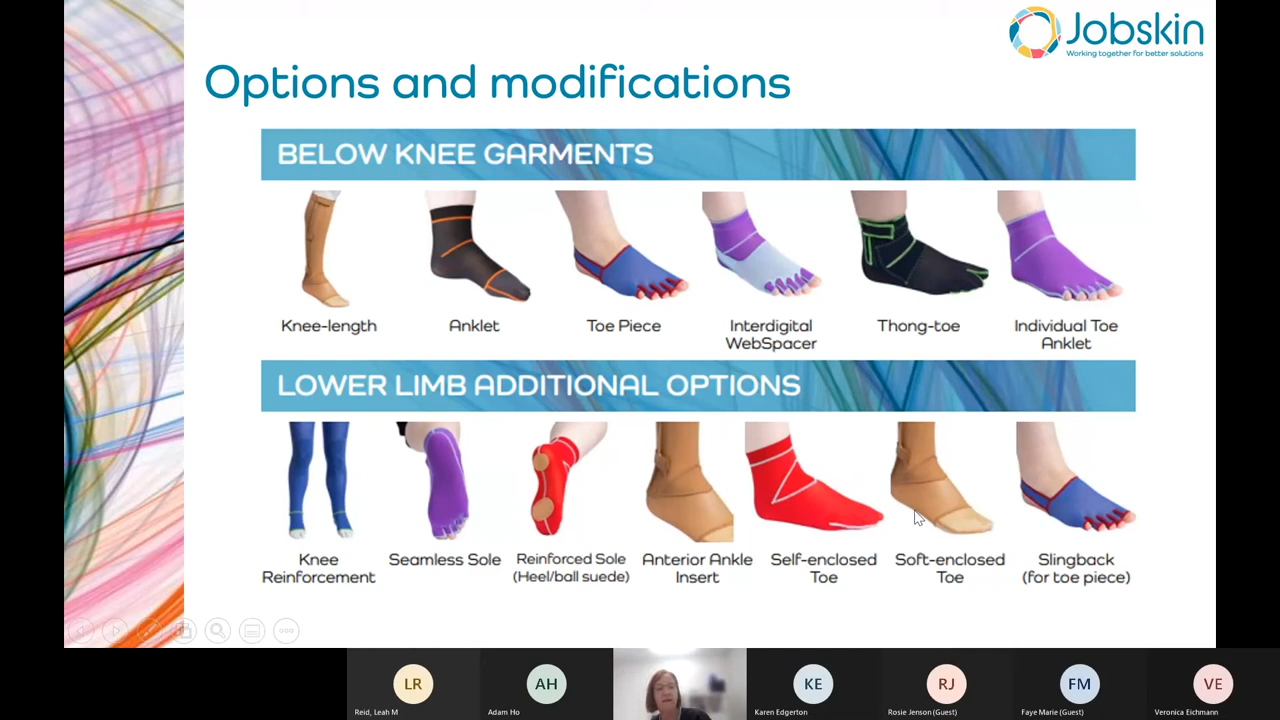 Jobskin
Working together for better solutions
Options and modifications
BELOW KNEE GARMENTS
Knee-length
Anklet
Toe Piece
Interdigital
WebSpacer
Thong-toe
Individual Toe
Anklet
LOWER LIMB ADDITIONAL OPTIONS
Knee
Reinforcement
Seamless Sole
Reinforced Sole
(Heel/ball suede)
Anterior Ankle
Insert
Self-enclosed
Toe
Soft-enclosed
Toe
Slingback
(for toe piece)
LR
Reid, Leah M
AH
Adam Ho
KE
Karen Edgerton
RJ
Rosie Jenson (Guest)
FM
Faye Marie (Guest)
VE
Veronica Eichmann